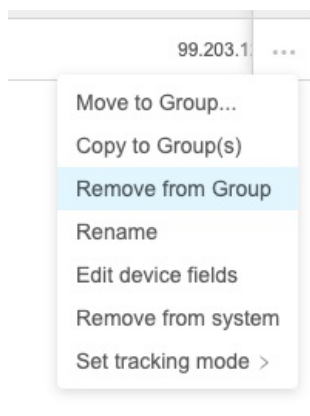 99.203.1
...
Move to Group...
Copy to Group(s)
Remove from Group
Rename
Edit device fields
Remove from system
Set tracking mode >